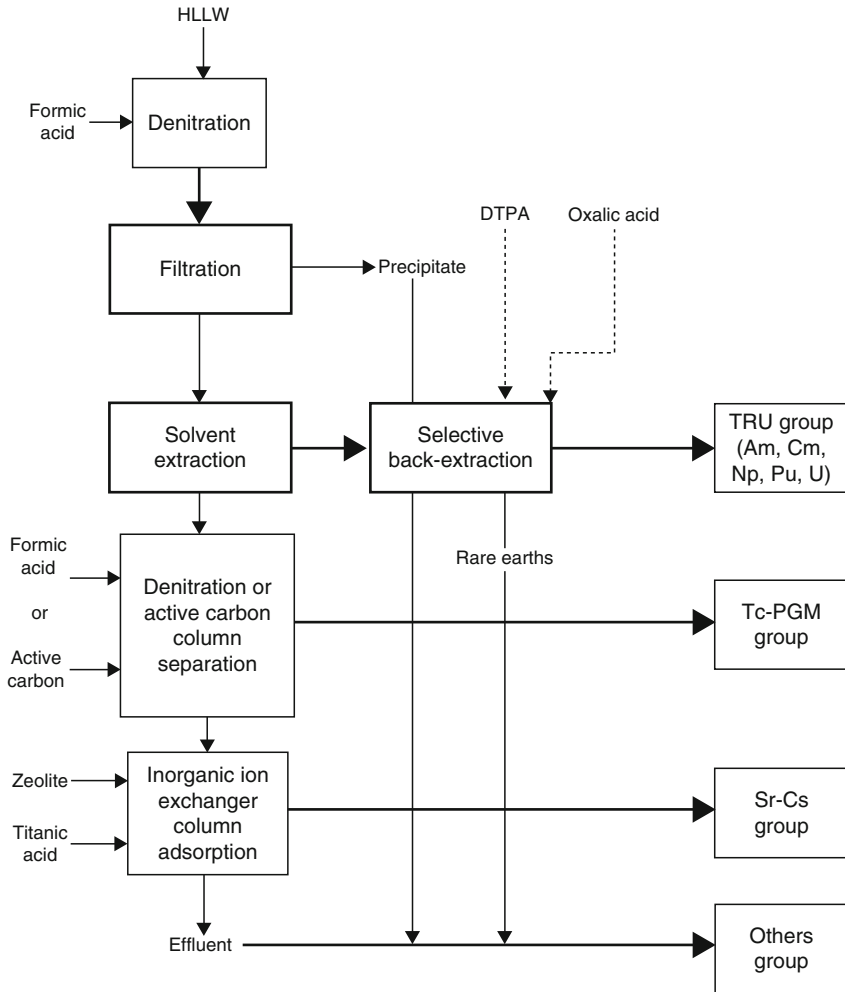 HLLW
Formic
acid
Denitration
DTPA
Oxalic acid
Filtration
Precipitate
Solvent
extraction
Selective
back-extraction
TRU group
(Am, Cm,
Np, Pu, U)
Formic
acid
or
Active
carbon
Denitration or
active carbon
column
separation
Rare earths
Tc-PGM
group
Zeolite
Titanic
acid
Inorganic ion
exchanger
column
adsorption
Sr-Cs
group
Effluent
Others
group